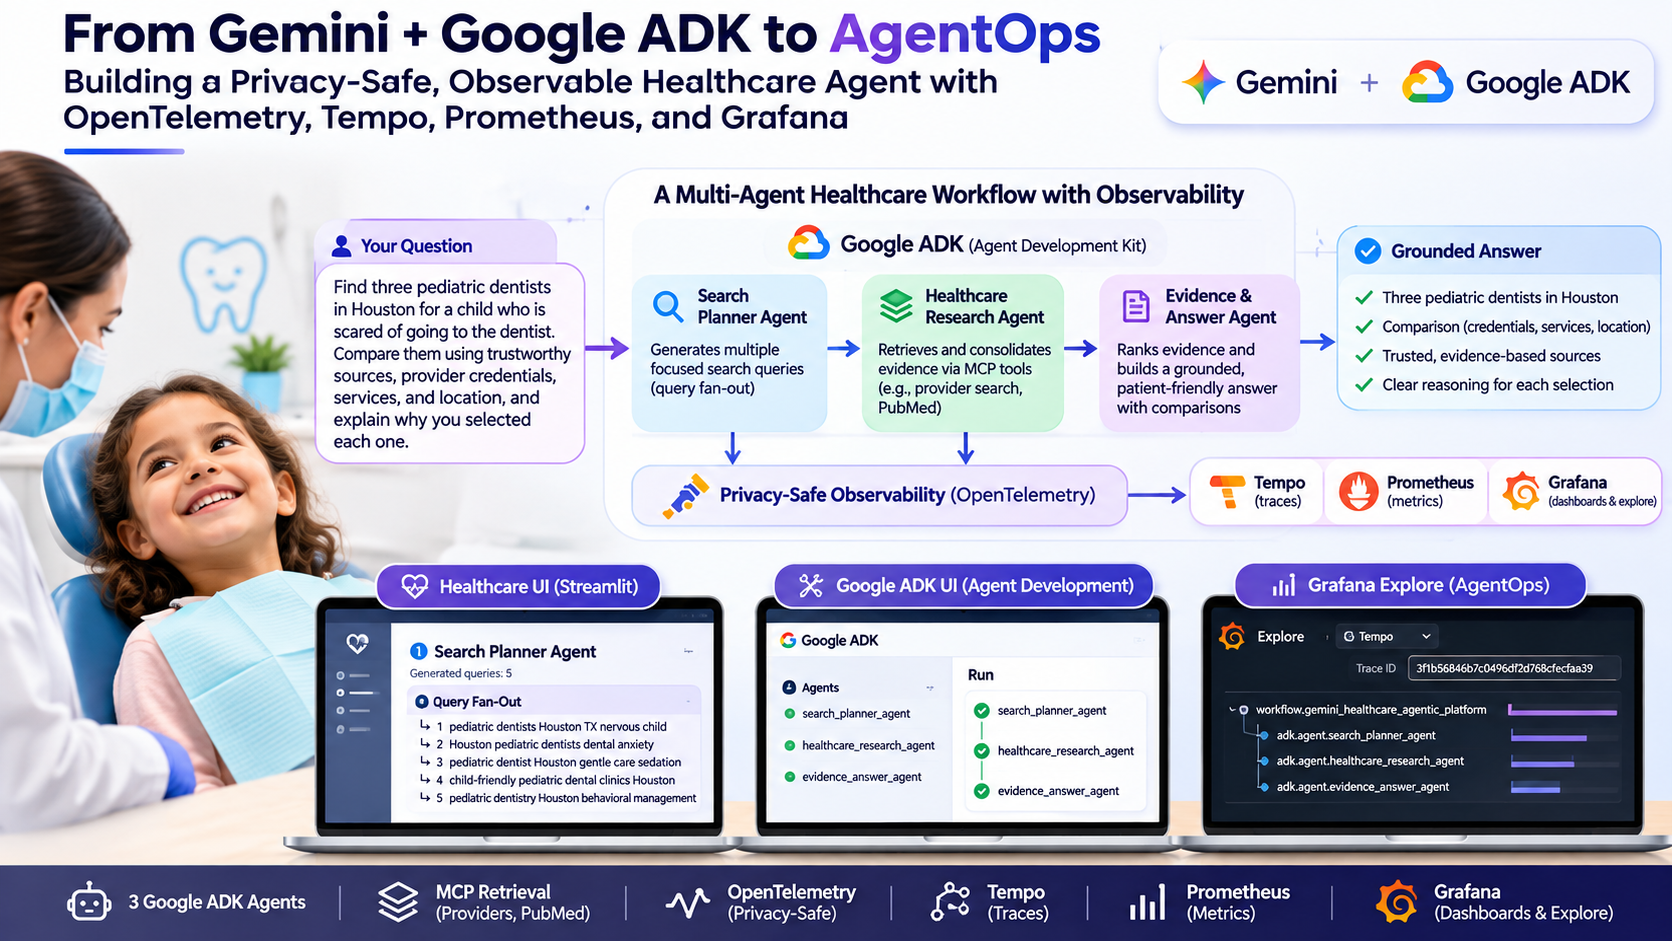 From Gemini + Google ADK to AgentOps
Building a Privacy-Safe, Observable Healthcare Agent with
OpenTelemetry, Tempo, Prometheus, and Grafana
Gemini + Google ADK
A Multi-Agent Healthcare Workflow with Observability
Google ADK (Agent Development Kit)
Your Question
Find three pediatric dentists
in Houston for a child who is
scared of going to the dentist.
Compare them using trustworthy
sources, provider credentials,
services, and location, and
explain why you selected
each one.
Search
Planner Agent
Generates multiple
focused search queries
(query fan-out)
Healthcare
Research Agent
Retrieves and consolidates
evidence via MCP tools
(e.g., provider search,
PubMed)
Evidence &
Answer Agent
Ranks evidence and
builds a grounded,
patient-friendly answer
with comparisons
Grounded Answer
Three pediatric dentists in Houston
Comparison (credentials, services, location)
Trusted, evidence-based sources
Clear reasoning for each selection
Privacy-Safe Observability (OpenTelemetry)
Tempo
(traces)
Prometheus
(metrics)
Grafana
(dashboards & explore)
Healthcare UI (Streamlit)
1 Search Planner Agent
Generated queries: 5
Query Fan-Out
1 pediatric dentists Houston TX nervous child
2 Houston pediatric dentists dental anxiety
3 pediatric dentist Houston gentle care sedation
4 child-friendly pediatric dental clinics Houston
5 pediatric dentistry Houston behavioral management
Google ADK UI (Agent Development)
Google ADK
Agents
search_planner_agent
healthcare_research_agent
evidence_answer_agent
Run
search_planner_agent
healthcare_research_agent
evidence_answer_agent
Grafana Explore (AgentOps)
Explore
Tempo
Trace ID 3f1b56846b7c0496df2d768cfecfaa39
workflow.gemini_healthcare_agentic_platform
adk.agent.search_planner_agent
adk.agent.healthcare_research_agent
adk.agent.evidence_answer_agent
3 Google ADK Agents
MCP Retrieval
(Providers, PubMed)
OpenTelemetry
(Privacy-Safe)
Tempo
(Traces)
Prometheus
(Metrics)
Grafana
(Dashboards & Explore)